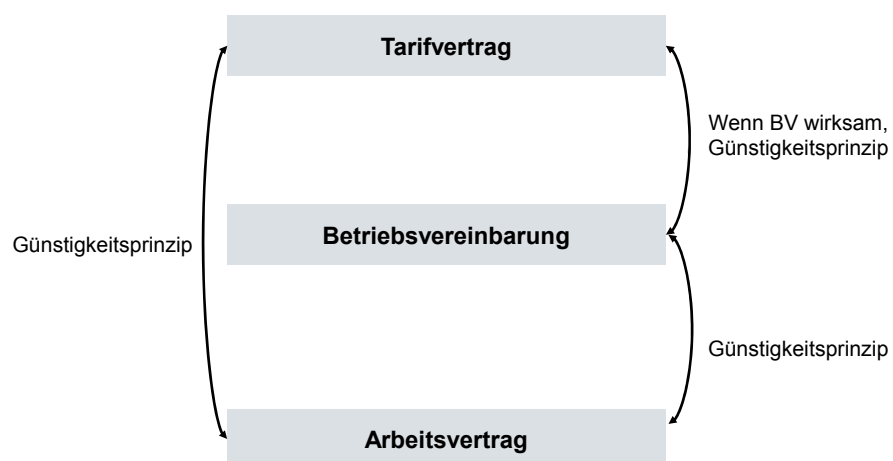 Tarifvertrag
Wenn BV wirksam,
Günstigkeitsprinzip
Betriebsvereinbarung
Günstigkeitsprinzip
Günstigkeitsprinzip
Arbeitsvertrag